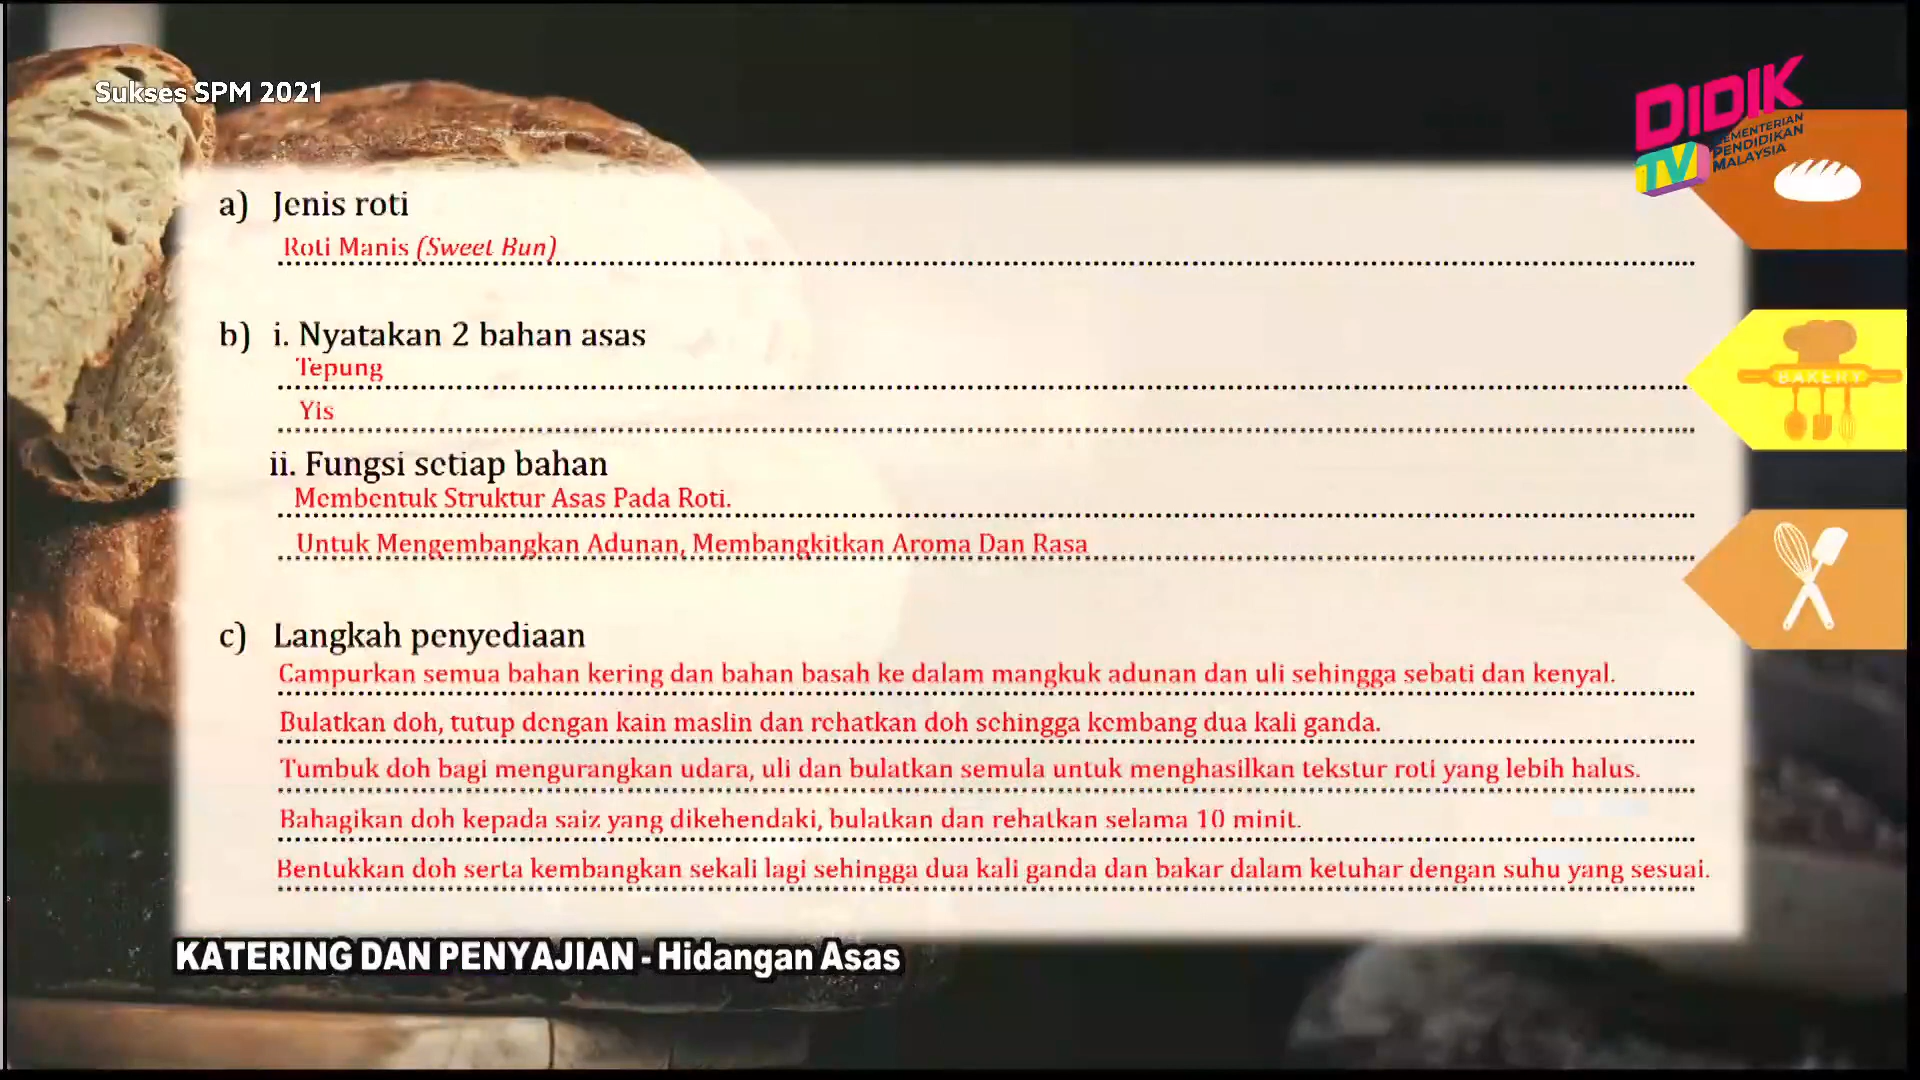 Sukses SPM 2021
DIDIK
TV
KEMENTERIAN
PENDIDIKAN
MALAYSIA
a) Jenis roti
Roti Manis (Sweet Bun)
b) i. Nyatakan 2 bahan asas
Tepung
Yis
BAKERY
ii. Fungsi setiap bahan
Membentuk Struktur Asas Pada Roti.
Untuk Mengembangkan Adunan, Membangkitkan Aroma Dan Rasa
c) Langkah penyediaan
Campurkan semua bahan kering dan bahan basah ke dalam mangkuk adunan dan uli sehingga sebati dan kenyal.
Bulatkan doh, tutup dengan kain maslin dan rehatkan doh sehingga kembang dua kali ganda.
Tumbuk doh bagi mengurangkan udara, uli dan bulatkan semula untuk menghasilkan tekstur roti yang lebih halus.
Bahagikan doh kepada saiz yang dikehendaki, bulatkan dan rehatkan selama 10 minit.
Bentukkan doh serta kembangkan sekali lagi sehingga dua kali ganda dan bakar dalam ketuhar dengan suhu yang sesuai.
KATERING DAN PENYAJIAN - Hidangan Asas